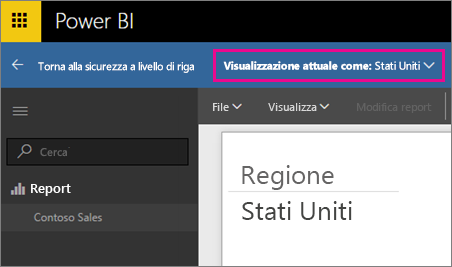 Power BI
Torna alla sicurezza a livello di riga
Visualizzazione attuale come: Stati Uniti
File
Visualizza
Modifica report
Cerca
Report
Contoso Sales
Regione
Stati Uniti